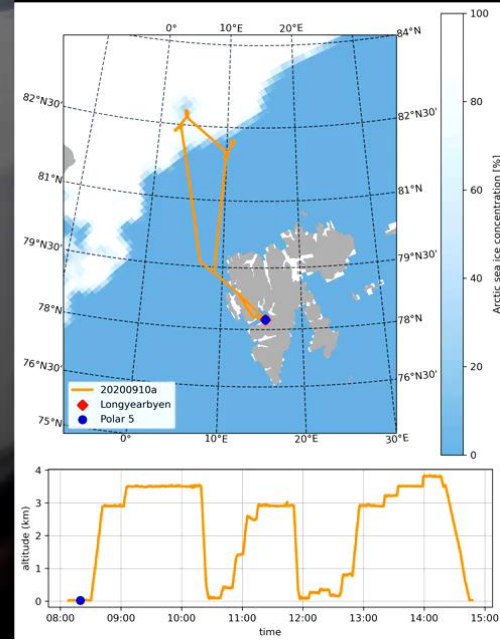 0° 10°E 20°E
84°N
82°N30' 82°N30'
81°N 81°N
79°N30' 79°N30'
78°N 78°N
76°N30' 76°N30'
75°N
0° 10°E 20°E 30°E
20200910a
Longyearbyen
Polar 5
100
80
60
40
20
0
Arctic sea ice concentration [%]
4
3
2
1
0
altitude (km)
08:00 09:00 10:00 11:00 12:00 13:00 14:00 15:00
time